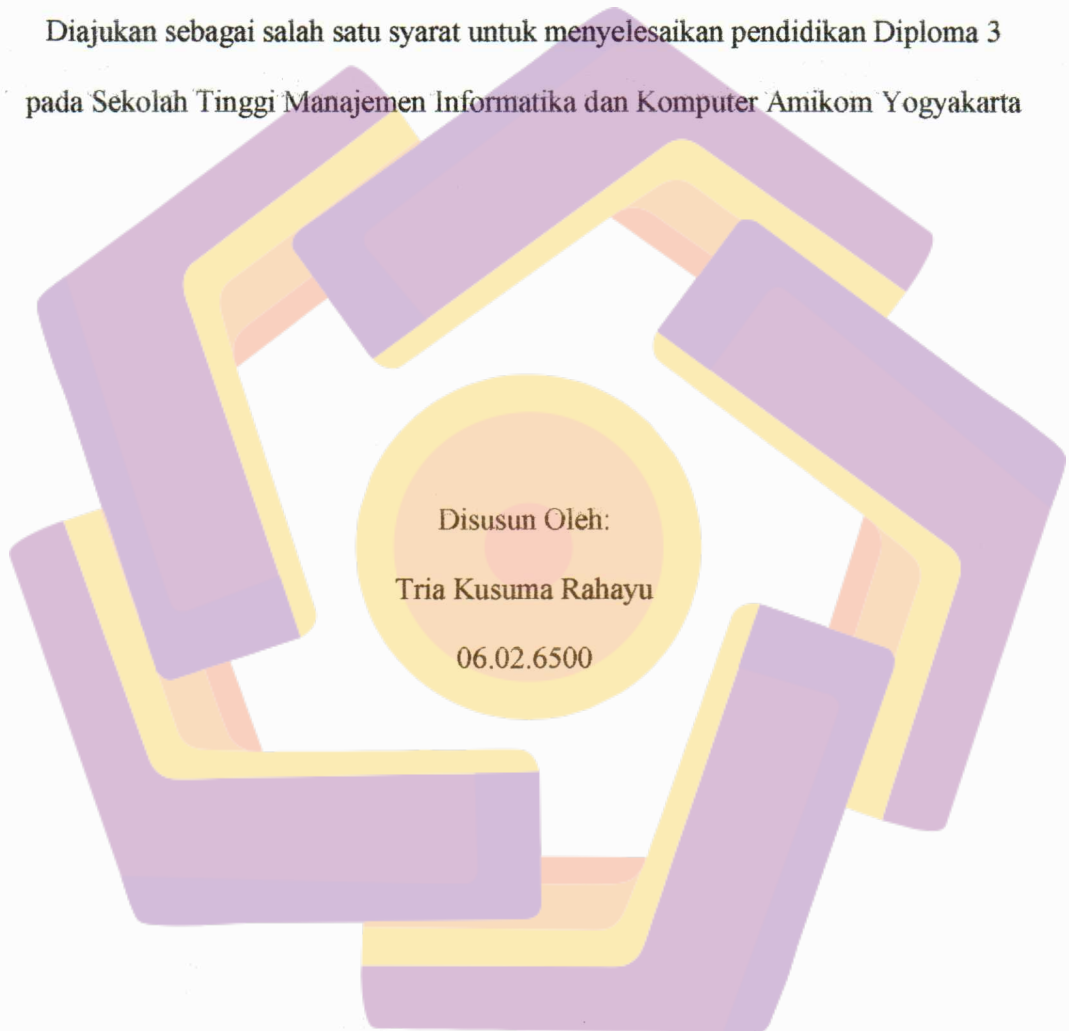 Diajukan sebagai salah satu syarat untuk menyelesaikan pendidikan Diploma 3
pada Sekolah Tinggi Manajemen Informatika dan Komputer Amikom Yogyakarta
Disusun Oleh:
Tria Kusuma Rahayu
06.02.6500